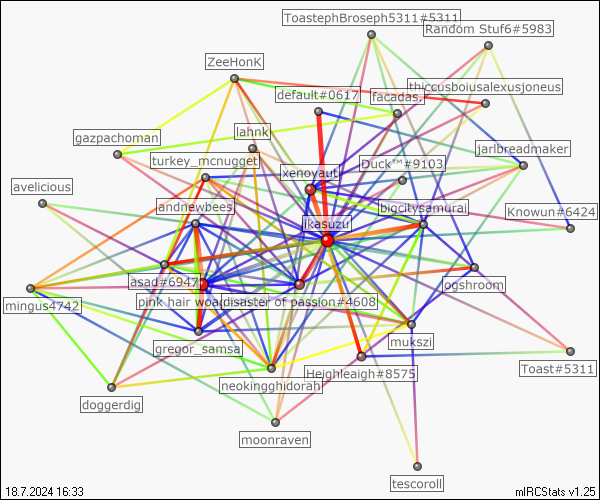 ToastephBroseph5311#5311
Random Stuf6#5983
ZeeHonK
thiccusboiusalexusjoneus
default#0617
facadas.
lahnk
gazpachoman
jarlbreadmaker
turkey_mcnugget
Duck™#9103
xenoyaut
avelicious
andnewbees
bigcitysamurai
Knowun#6424
ikasuzu
asad#6947
pogshroom
pink hair wo
disaster of passion#4608
mingus4742
mukszi
gregor_samsa
Toast#5311
Heighleaigh#8575
neokingghidorah
doggerdig
moonraven
tescoroll
18.7.2024 16:33
mIRCStats v1.25